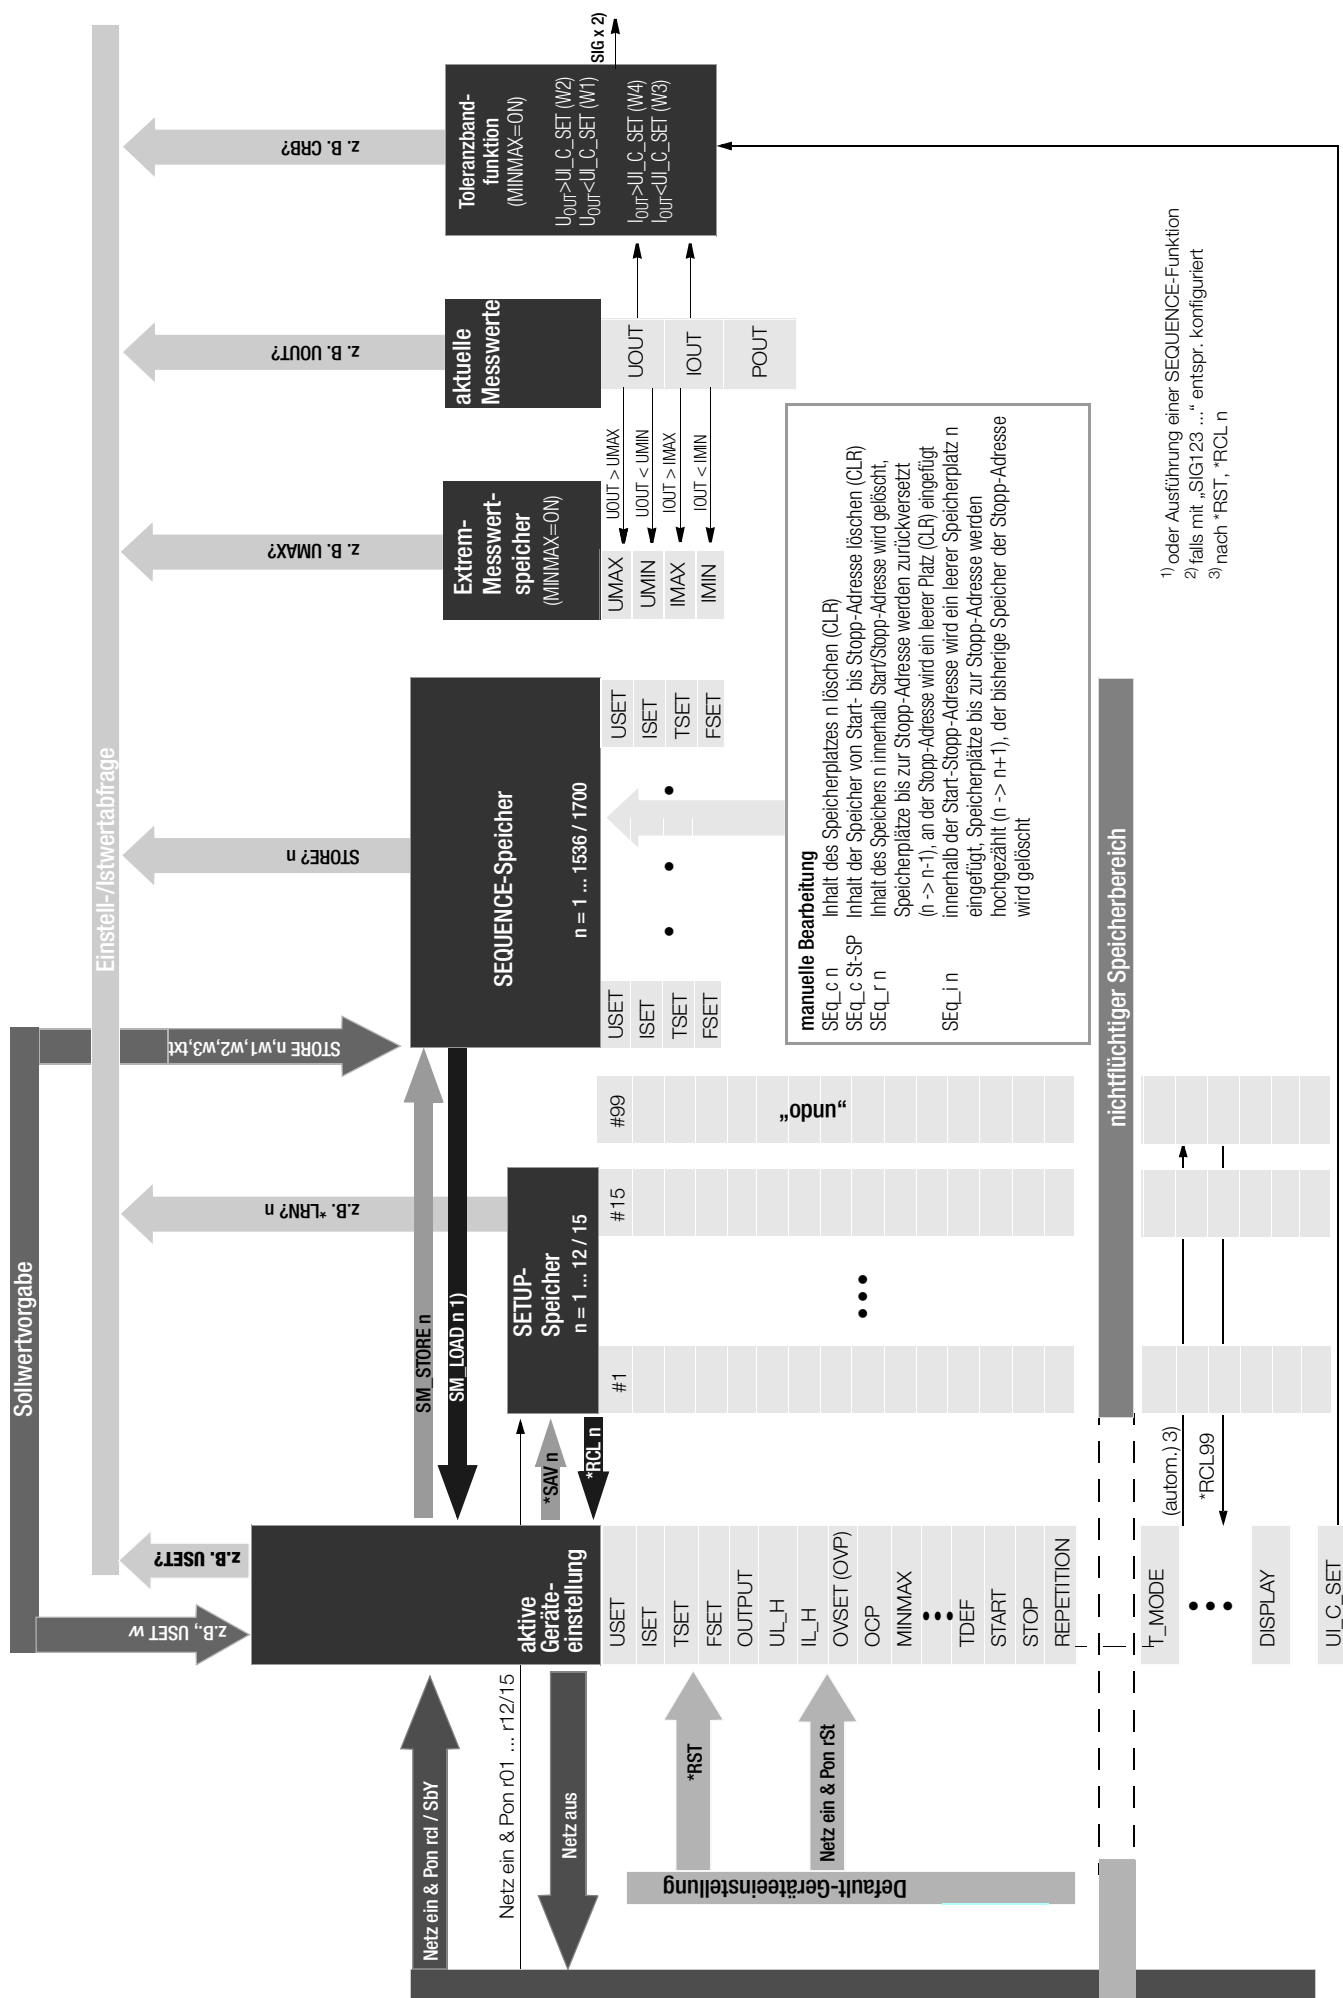 Sollwertvorgabe
Einstell-/Istwertabfrage
z.B., USET w
z.B. USET?
z.B. *LRN? n
STORE n,w1,w2,w3,txt
STORE? n
z. B. UMAX?
z. B. UOUT?
z. B. CRB?
Netz ein & Pon rcl / SbY
Netz ein & Pon r01 ... r12/15
Netz aus
*RST
Netz ein & Pon rSt
Default-Geräteeinstellung
aktive
Geräte-
einstellung
USET
ISET
TSET
FSET
OUTPUT
UL_H
IL_H
OVSET (OVP)
OCP
MINMAX
TDEF
START
STOP
REPETITION
T_MODE
DISPLAY
UI_C_SET
SM_STORE n
SM_LOAD n 1)
*SAV n
*RCL n
(autom.) 3)
*RCL99
SETUP-
Speicher
n = 1 ... 12 / 15
#1
#15
#99
„undo“
SEQUENCE-Speicher
n = 1 ... 1536 / 1700
USET
ISET
TSET
FSET
USET
ISET
TSET
FSET
manuelle Bearbeitung
SEq_c n Inhalt des Speicherplatzes n löschen (CLR)
SEq_c St-SP Inhalt der Speicher von Start- bis Stopp-Adresse löschen (CLR)
SEq_r n Inhalt des Speichers n innerhalb Start/Stopp-Adresse wird gelöscht,
Speicherplätze bis zur Stopp-Adresse werden zurückversetzt
(n -> n-1), an der Stopp-Adresse wird ein leerer Platz (CLR) eingefügt
SEq_i n innerhalb der Start-Stopp-Adresse wird ein leerer Speicherplatz n
eingefügt, Speicherplätze bis zur Stopp-Adresse werden
hochgezählt (n -> n+1), der bisherige Speicher der Stopp-Adresse
wird gelöscht
nichtflüchtiger Speicherbereich
Extrem-
Messwert-
speicher
(MINMAX=ON)
UMAX
UMIN
IMAX
IMIN
UOUT > UMAX
UOUT < UMIN
IOUT > IMAX
IOUT < IMIN
aktuelle
Messwerte
UOUT
IOUT
POUT
Toleranzband-
funktion
(MINMAX=ON)
UOUT>UI_C_SET (W2)
UOUT<UI_C_SET (W1)
IOUT>UI_C_SET (W4)
IOUT<UI_C_SET (W3)
SIG x 2)
1) oder Ausführung einer SEQUENCE-Funktion
2) falls mit „SIG123 ...“ entspr. konfiguriert
3) nach *RST, *RCL n